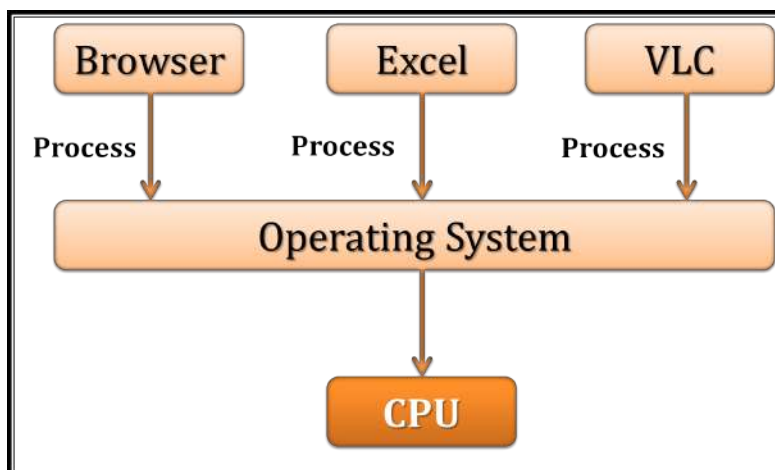 Browser
Excel
VLC
Process
Process
Process
Operating System
CPU